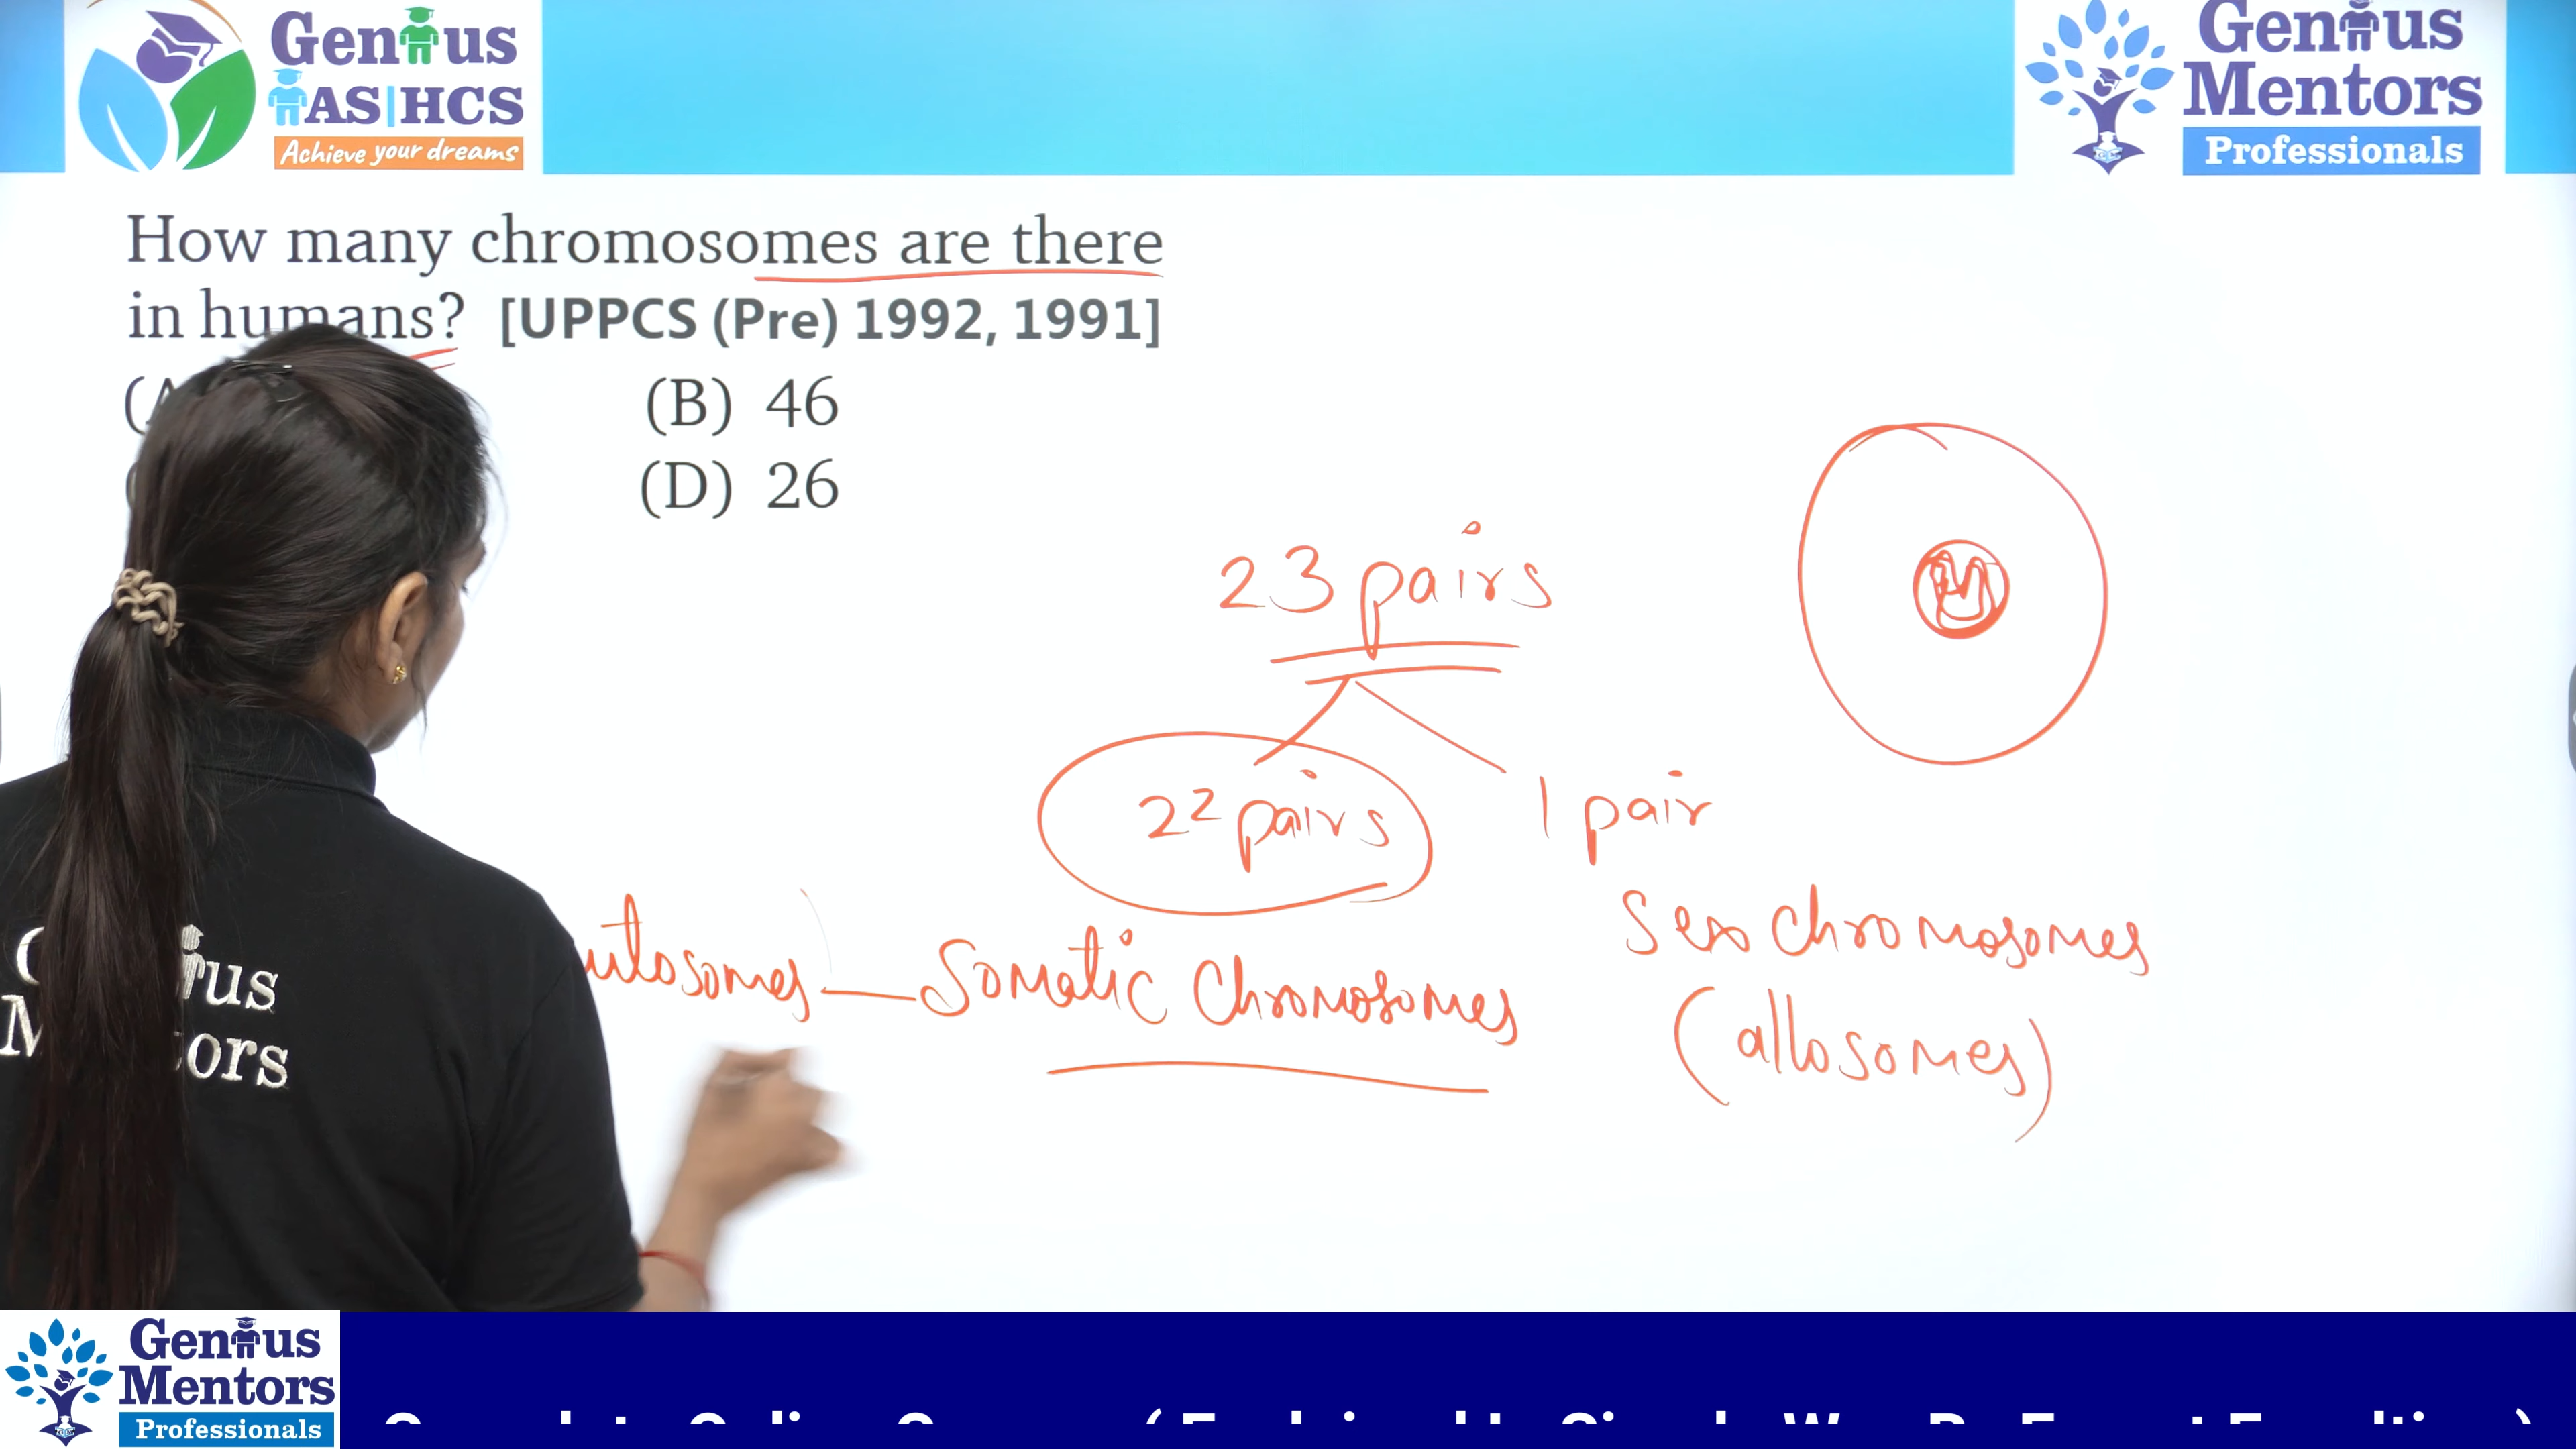 Genius
IAS|HCS
Achieve your dreams
Genius
Mentors
Professionals
How many chromosomes are there
in humans? [UPPCS (Pre) 1992, 1991]
(B) 46
(D) 26
23 pairs
22 pairs
1 pair
Sex Chromosomes
(allosomes)
Somatic Chromosomes
Genius
Mentors
Professionals